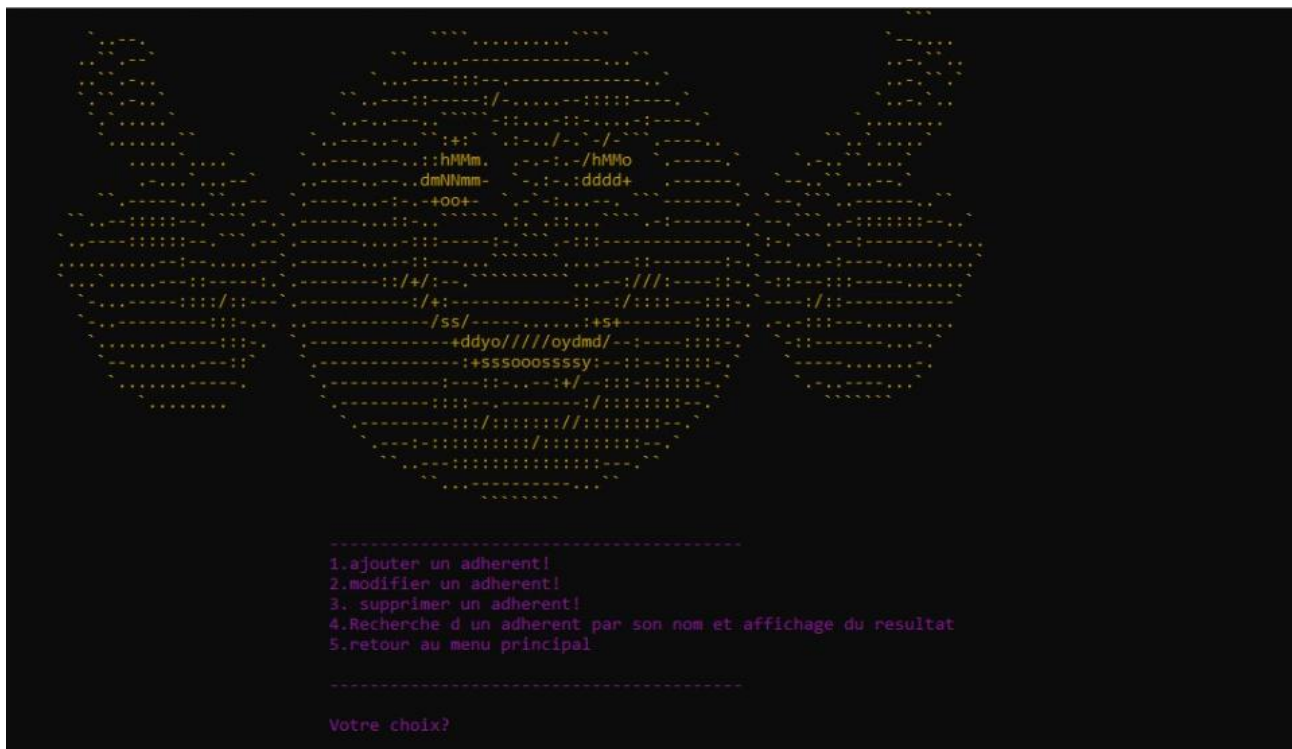 -----------------------------------------
1.ajouter un adherent!
2.modifier un adherent!
3. supprimer un adherent!
4.Recherche d un adherent par son nom et affichage du resultat
5.retour au menu principal
-----------------------------------------
Votre choix?